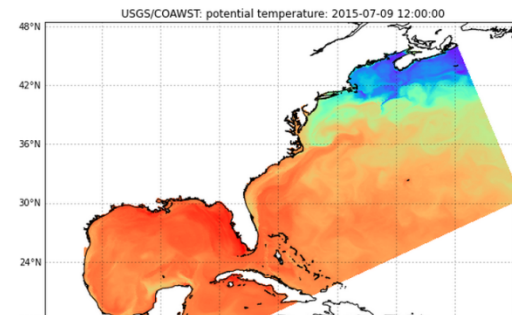 USGS/COAWST: potential temperature: 2015-07-09 12:00:00
48°N
42°N
36°N
30°N
24°N